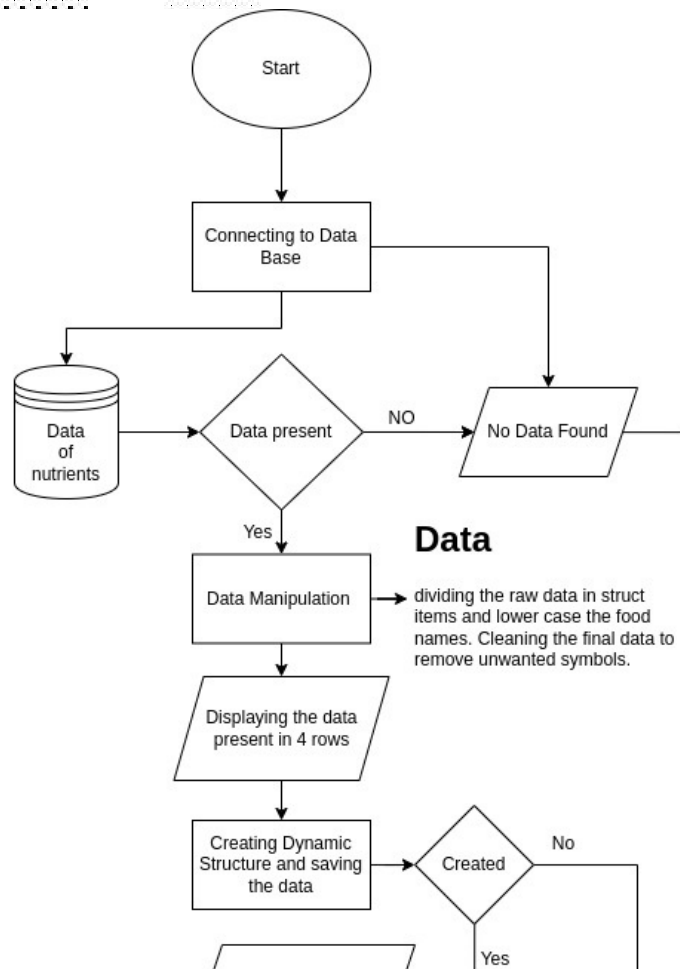 Start
Connecting to Data
Base
Data
of
nutrients
Data present
NO
No Data Found
Yes
Data
Data Manipulation
dividing the raw data in struct
items and lower case the food
names. Cleaning the final data to
remove unwanted symbols.
Displaying the data
present in 4 rows
Creating Dynamic
Structure and saving
the data
Created
No
Yes